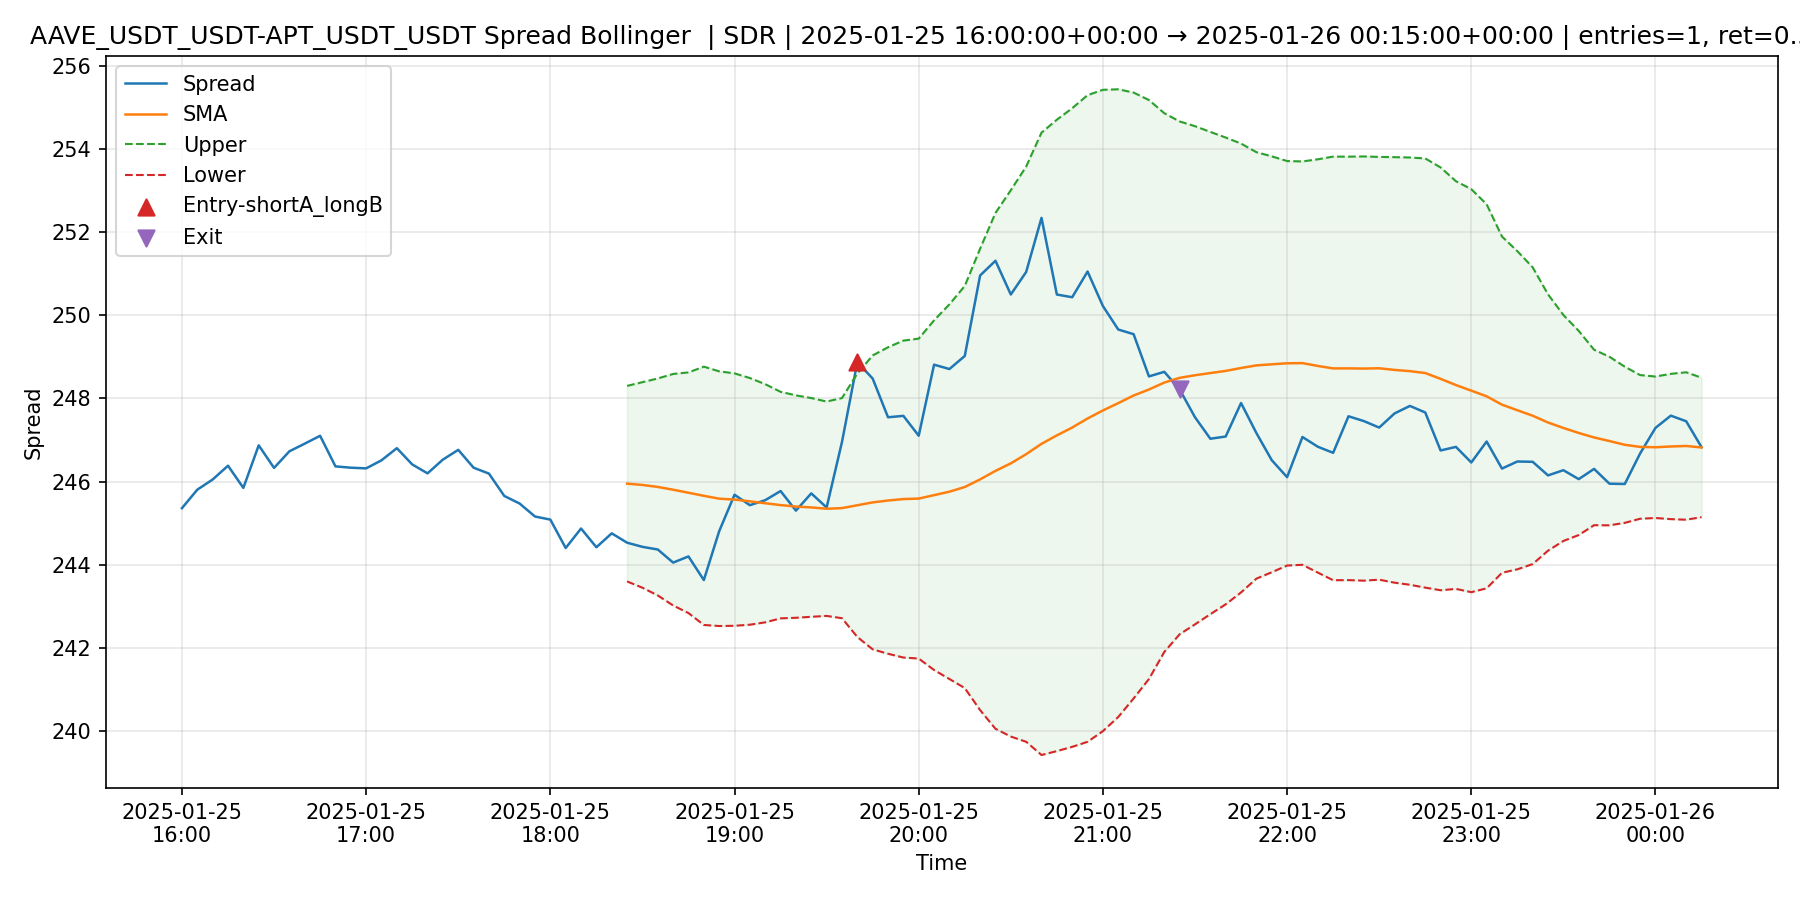 AAVE_USDT_USDT-APT_USDT_USDT Spread Bollinger | SDR | 2025-01-25 16:00:00+00:00 → 2025-01-26 00:15:00+00:00 | entries=1, ret=0.
Spread
SMA
Upper
Lower
Entry-shortA_longB
Exit
256
254
252
250
248
246
244
242
240
Spread
2025-01-25 2025-01-25 2025-01-25 2025-01-25 2025-01-25 2025-01-25 2025-01-25 2025-01-25 2025-01-26
16:00 17:00 18:00 19:00 20:00 21:00 22:00 23:00 00:00
Time